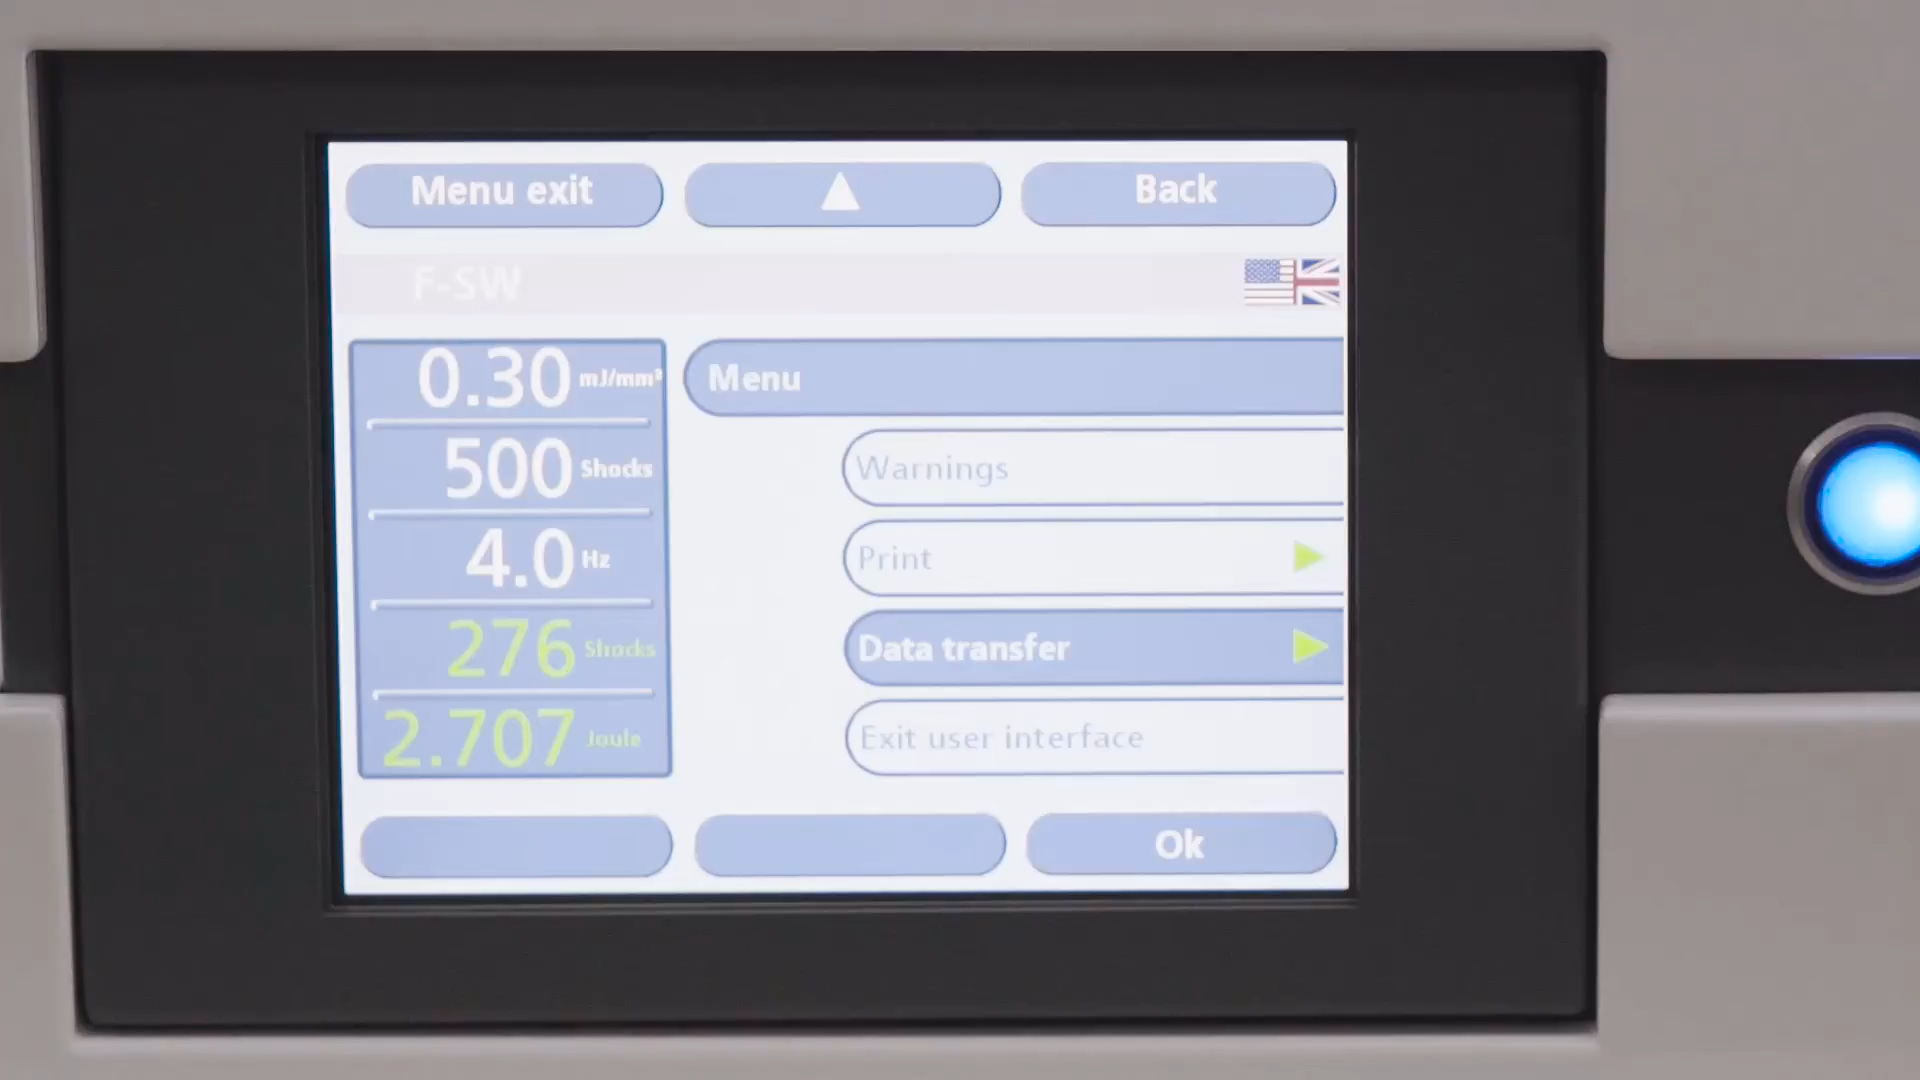 Menu exit
▲
Back
F-SW
0.30 mJ/mm²
500 Shocks
4.0 Hz
276 Shocks
2.707 Joule
Menu
Warnings
Print
Data transfer
Exit user interface
Ok